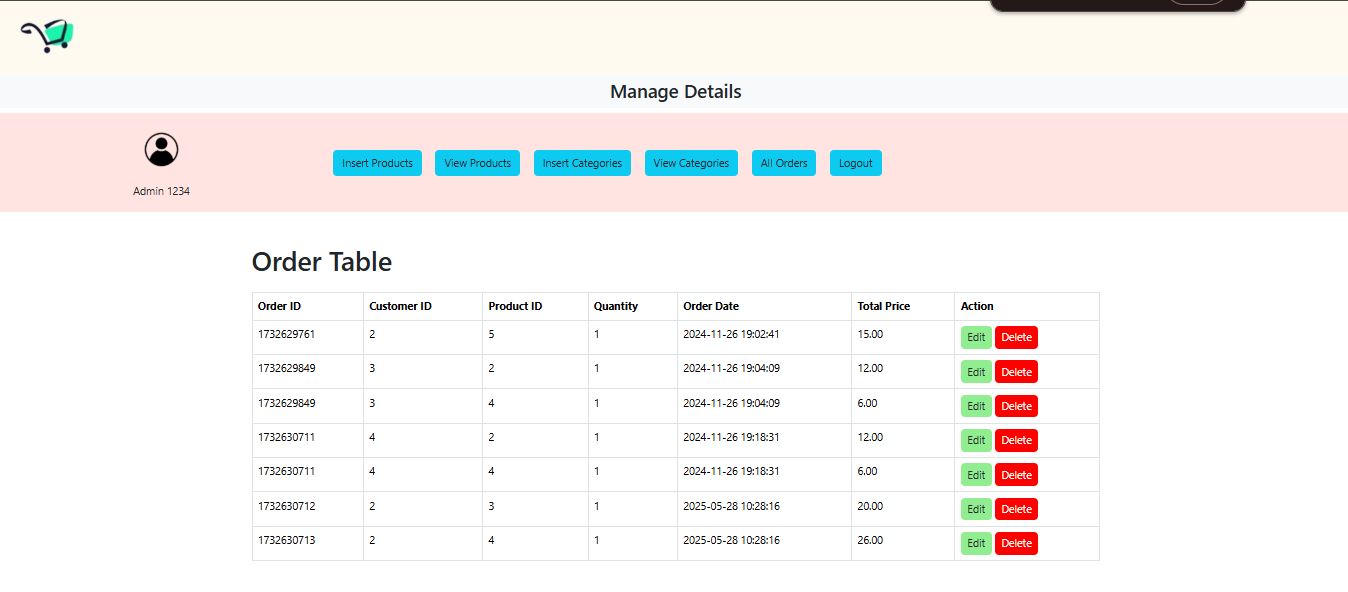 Manage Details
Admin 1234
Insert Products View Products Insert Categories View Categories All Orders Logout
Order Table
Order ID Customer ID Product ID Quantity Order Date Total Price Action
1732629761 2 5 1 2024-11-26 19:02:41 15.00 Edit Delete
1732629849 3 2 1 2024-11-26 19:04:09 12.00 Edit Delete
1732629849 3 4 1 2024-11-26 19:04:09 6.00 Edit Delete
1732630711 4 2 1 2024-11-26 19:18:31 12.00 Edit Delete
1732630711 4 4 1 2024-11-26 19:18:31 6.00 Edit Delete
1732630712 2 3 1 2025-05-28 10:28:16 20.00 Edit Delete
1732630713 2 4 1 2025-05-28 10:28:16 26.00 Edit Delete